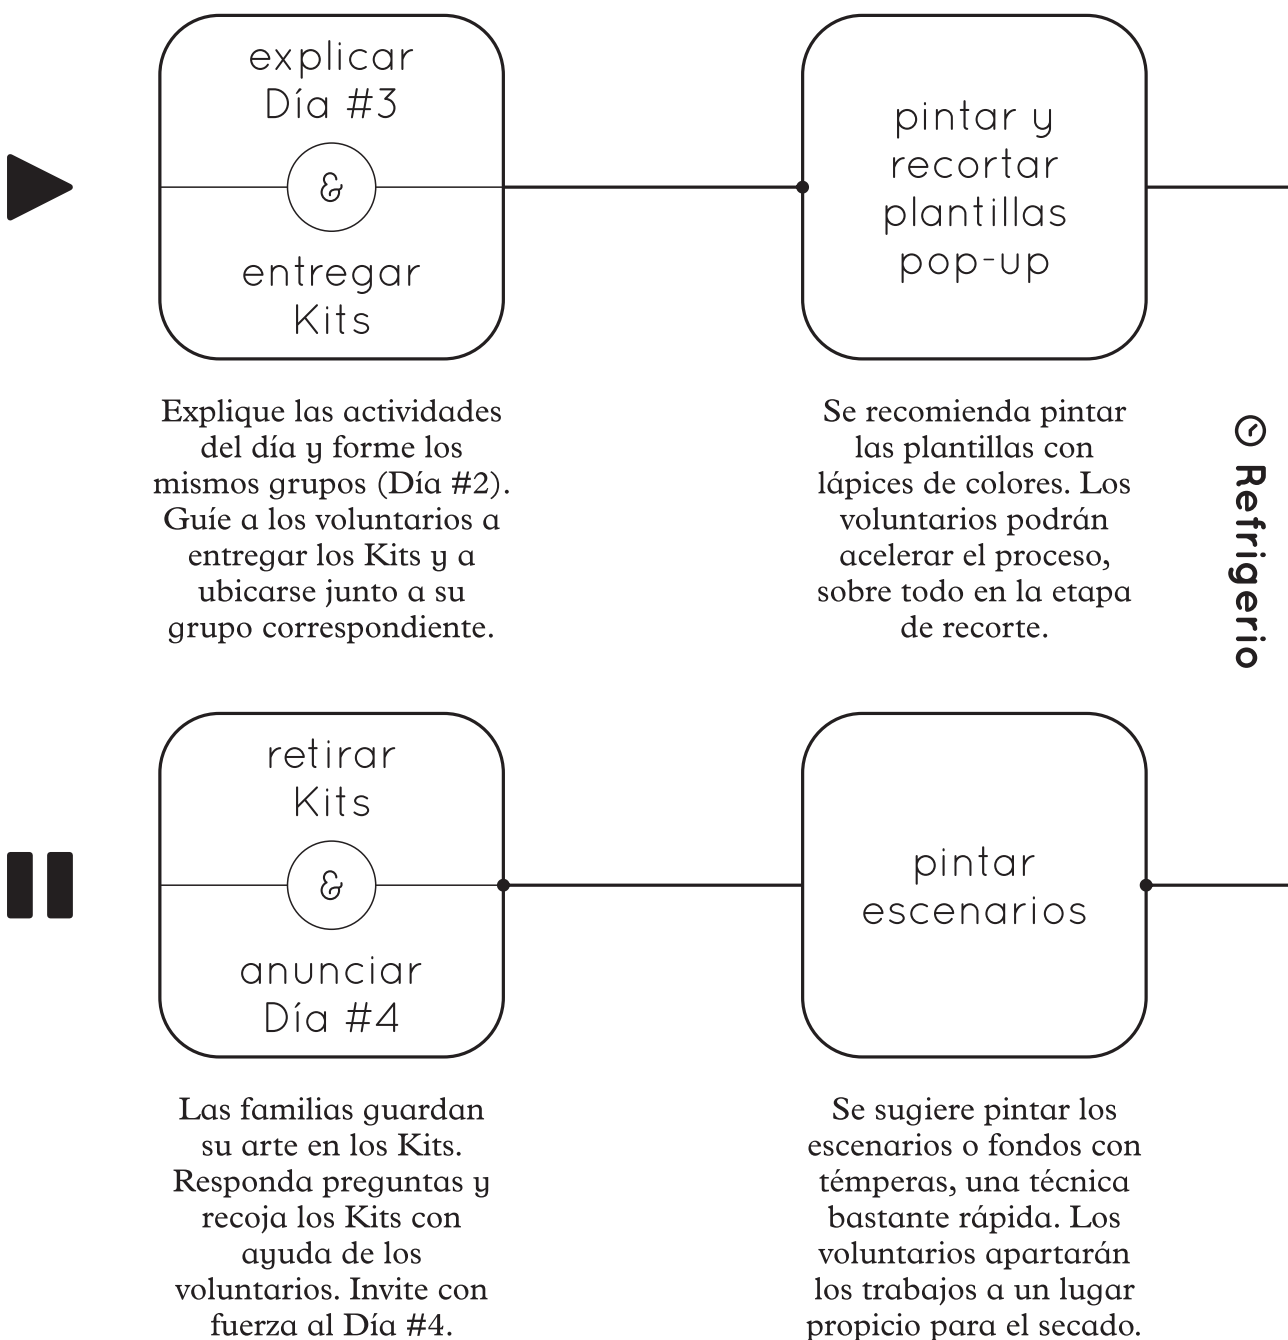 explicar
Día #3
&
entregar
Kits
Explique las actividades
del día y forme los
mismos grupos (Día #2).
Guíe a los voluntarios a
entregar los Kits y a
ubicarse junto a su
grupo correspondiente.
pintar y
recortar
plantillas
pop-up
Se recomienda pintar
las plantillas con
lápices de colores. Los
voluntarios podrán
acelerar el proceso,
sobre todo en la etapa
de recorte.
Refrigerio
retirar
Kits
&
anunciar
Día #4
Las familias guardan
su arte en los Kits.
Responda preguntas y
recoja los Kits con
ayuda de los
voluntarios. Invite con
fuerza al Día #4.
pintar
escenarios
Se sugiere pintar los
escenarios o fondos con
témperas, una técnica
bastante rápida. Los
voluntarios apartarán
los trabajos a un lugar
propicio para el secado.